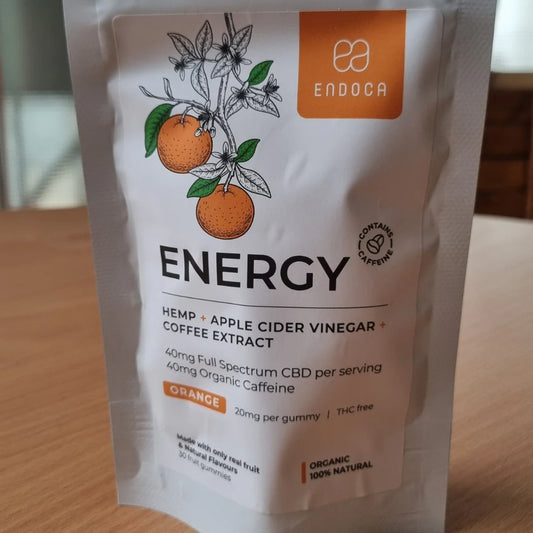 ENDOCA
CONTAINS CAFFEINE
ENERGY
HEMP + APPLE CIDER VINEGAR +
COFFEE EXTRACT
40mg Full Spectrum CBD per serving
40mg Organic Caffeine
ORANGE
20mg per gummy | THC free
Made with only real fruit
& Natural Flavours
30 fruit gummies
ORGANIC
100% NATURAL